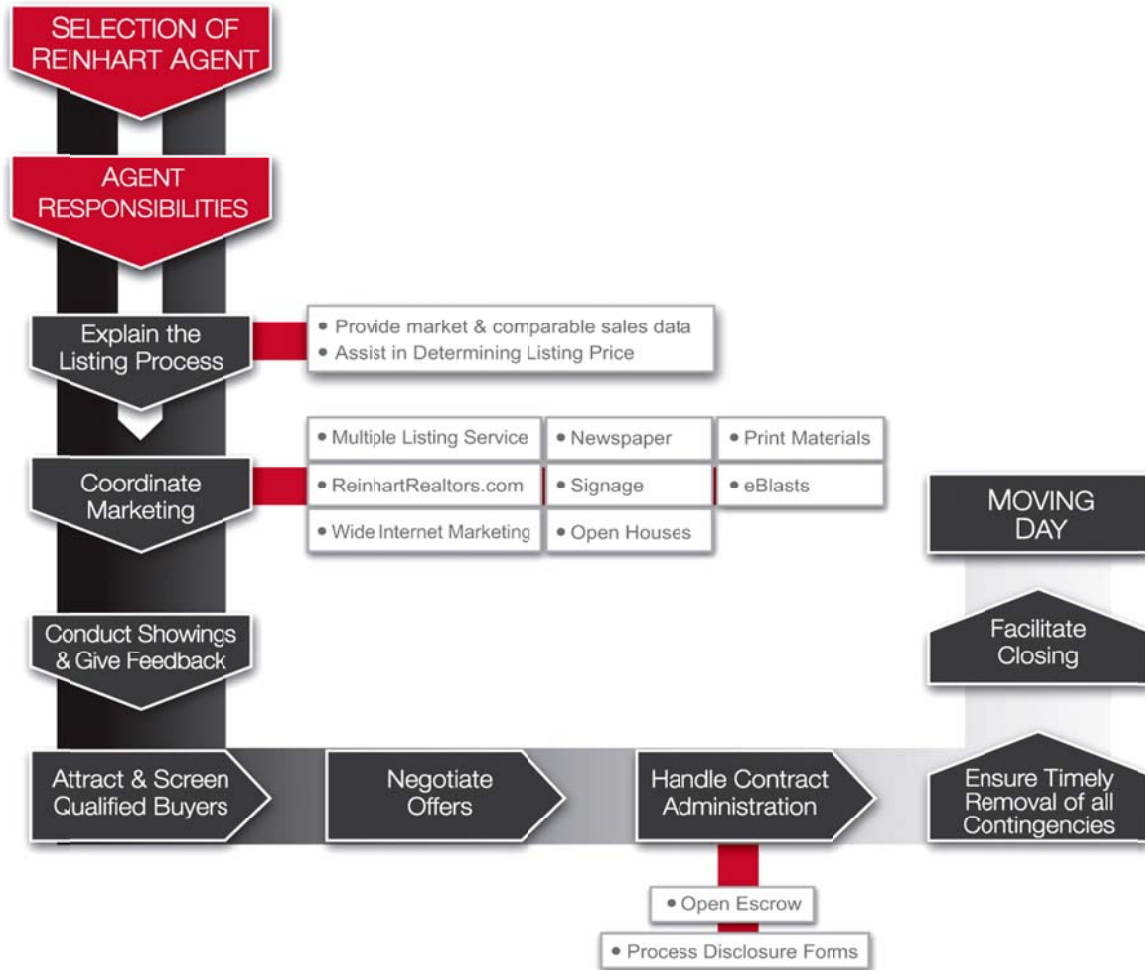 SELECTION OF
REINHART AGENT
AGENT
RESPONSIBILITIES
Explain the
Listing Process
• Provide market & comparable sales data
• Assist in Determining Listing Price
Coordinate
Marketing
• Multiple Listing Service
• Newspaper
• Print Materials
• ReinhartRealtors.com
• Signage
• eBlasts
• Wide Internet Marketing
• Open Houses
Conduct Showings
& Give Feedback
Attract & Screen
Qualified Buyers
Negotiate
Offers
Handle Contract
Administration
• Open Escrow
• Process Disclosure Forms
Ensure Timely
Removal of all
Contingencies
Facilitate
Closing
MOVING
DAY